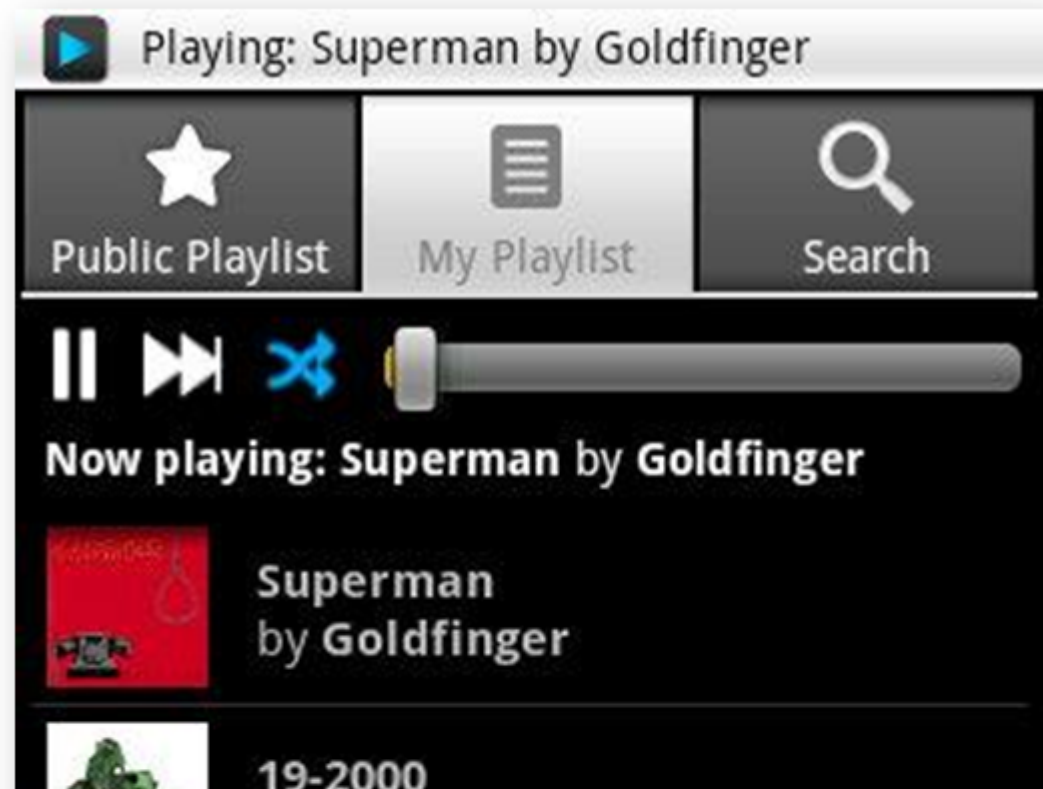 Playing: Superman by Goldfinger
Public Playlist
My Playlist
Search
Now playing: Superman by Goldfinger
Superman
by Goldfinger
19-2000